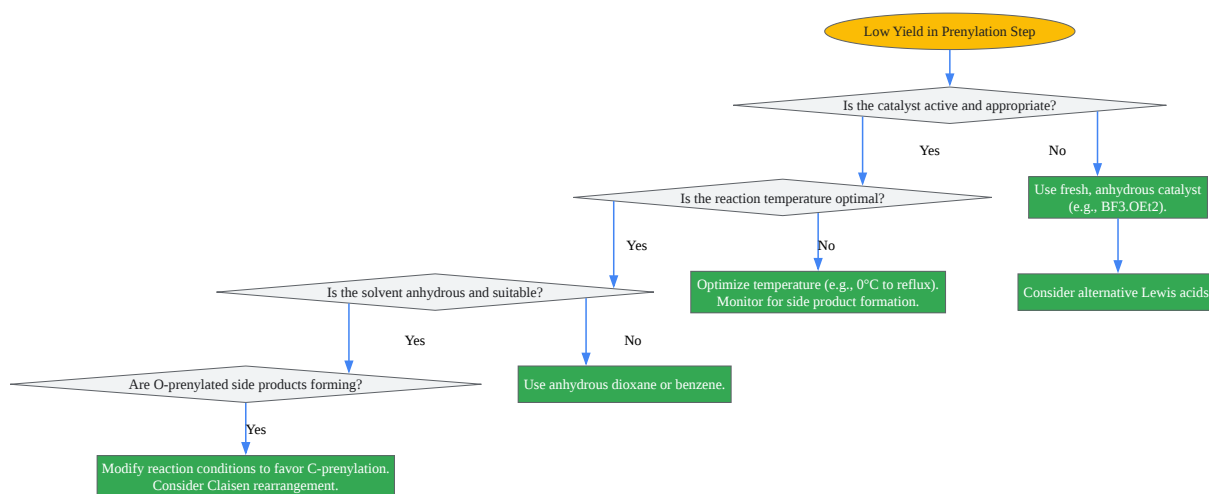 Low Yield in Prenylation Step
Is the catalyst active and appropriate?
Yes
No
Is the reaction temperature optimal?
Use fresh, anhydrous catalyst
(e.g., BF3.OEt2).
Yes
No
Is the solvent anhydrous and suitable?
Optimize temperature (e.g., 0°C to reflux).
Monitor for side product formation.
Consider alternative Lewis acids
Yes
No
Are O-prenylated side products forming?
Use anhydrous dioxane or benzene.
Yes
Modify reaction conditions to favor C-prenylation.
Consider Claisen rearrangement.